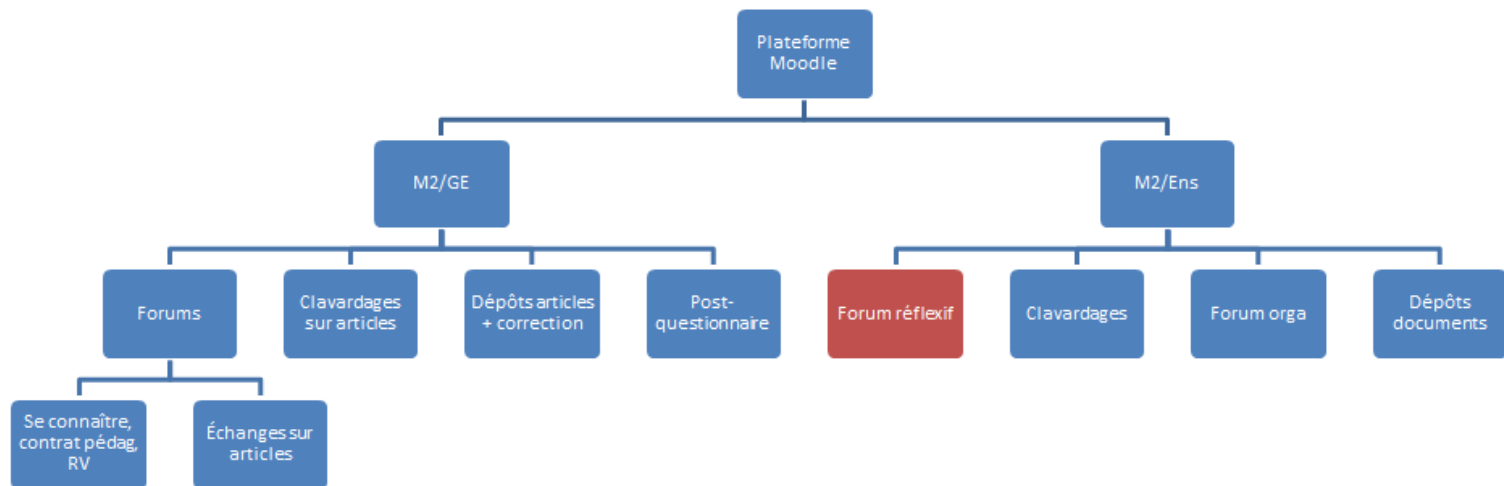 Plateforme
Moodle
M2/GE
M2/Ens
Forums
Clavardages
sur articles
Dépôts articles
+ correction
Post-
questionnaire
Forum réflexif
Clavardages
Forum orga
Dépôts
documents
Se connaître,
contrat pédag,
RV
Échanges sur
articles